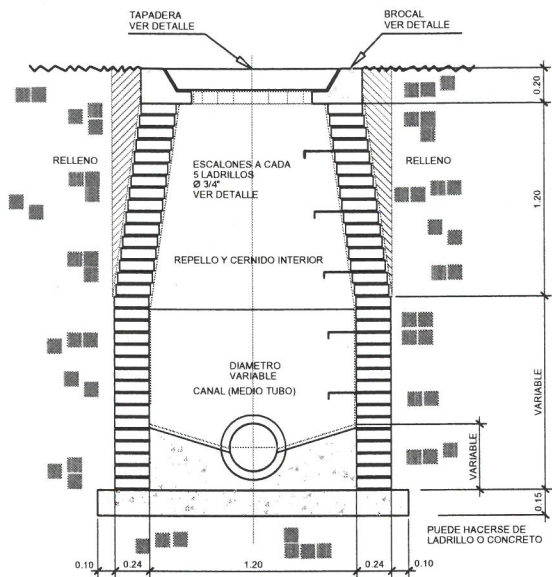 TAPADERA
VER DETALLE
BROCAL
VER DETALLE
0.20
RELLENO
ESCALONES A CADA
5 LADRILLOS
Ø 3/4"
VER DETALLE
RELLENO
1.20
REPELLO Y CERNIDO INTERIOR
DIAMETRO
VARIABLE
CANAL (MEDIO TUBO)
VARIABLE
VARIABLE
0.15
PUEDE HACERSE DE
LADRILLO O CONCRETO
0.10
0.24
1.20
0.24
0.10